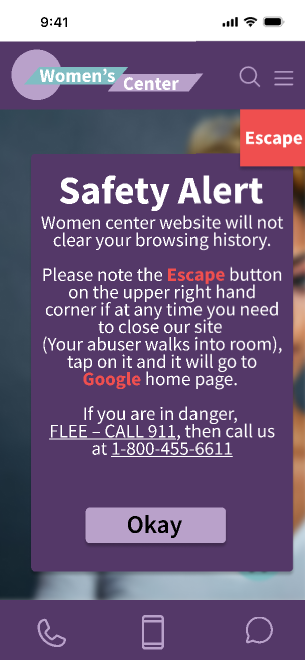 9:41
Women's
Center
Escape
Safety Alert
Women center website will not
clear your browsing history.
Please note the Escape button
on the upper right hand
corner if at any time you need
to close our site
(Your abuser walks into room),
tap on it and it will go to
Google home page.
If you are in danger,
FLEE – CALL 911, then call us
at 1-800-455-6611
Okay